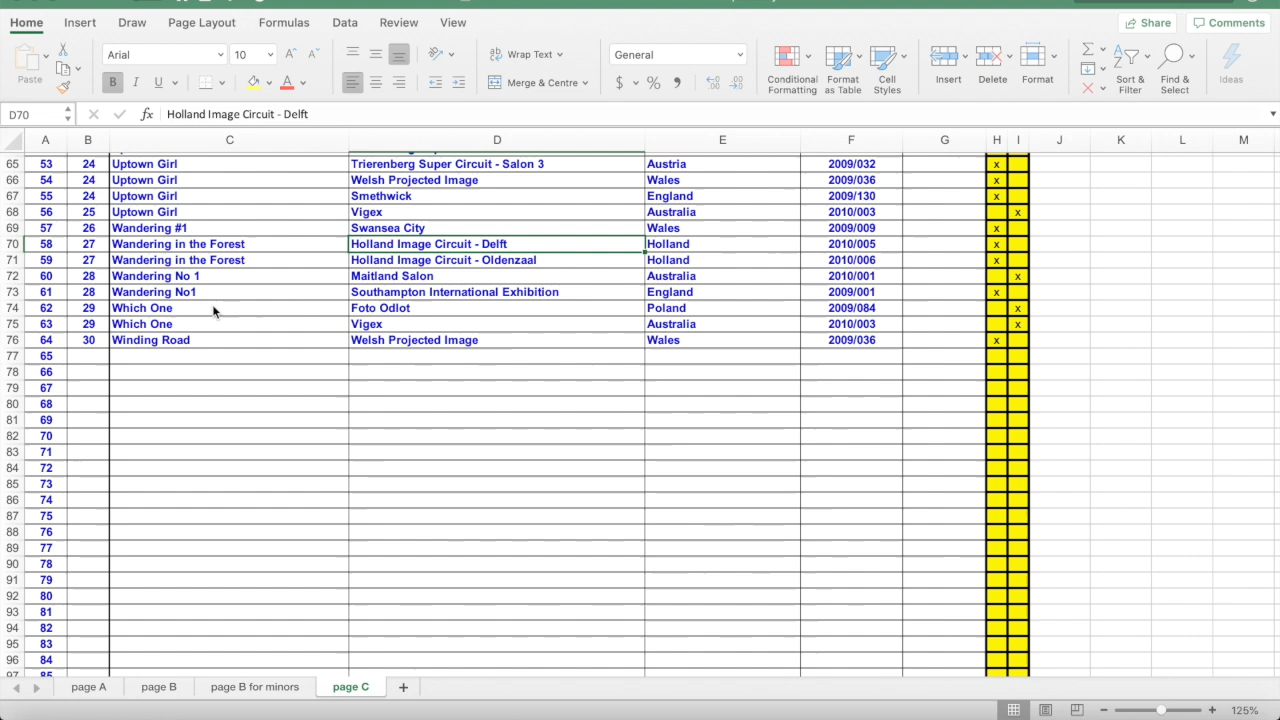 Home Insert Draw Page Layout Formulas Data Review View Share Comments
Paste Arial 10 A A Wrap Text General Conditional Formatting Format as Table Cell Styles Insert Delete Format Sort & Filter Find & Select Ideas
B I U A Merge & Centre $ % ,
D70 fx Holland Image Circuit - Delft
A B C D E F G H I J K L M
65 53 24 Uptown Girl Trierenberg Super Circuit - Salon 3 Austria 2009/032 x
66 54 24 Uptown Girl Welsh Projected Image Wales 2009/036 x
67 55 24 Uptown Girl Smethwick England 2009/130 x
68 56 25 Uptown Girl Vigex Australia 2010/003 x
69 57 26 Wandering #1 Swansea City Wales 2009/009 x
70 58 27 Wandering in the Forest Holland Image Circuit - Delft Holland 2010/005 x
71 59 27 Wandering in the Forest Holland Image Circuit - Oldenzaal Holland 2010/006 x
72 60 28 Wandering No 1 Maitland Salon Australia 2010/001 x
73 61 28 Wandering No1 Southampton International Exhibition England 2009/001 x
74 62 29 Which One Foto Odlot Poland 2009/084 x
75 63 29 Which One Vigex Australia 2010/003 x
76 64 30 Winding Road Welsh Projected Image Wales 2009/036 x
77 65
78 66
79 67
80 68
81 69
82 70
83 71
84 72
85 73
86 74
87 75
88 76
89 77
90 78
91 79
92 80
93 81
94 82
95 83
96 84
97 85
page A page B page B for minors page C
125%